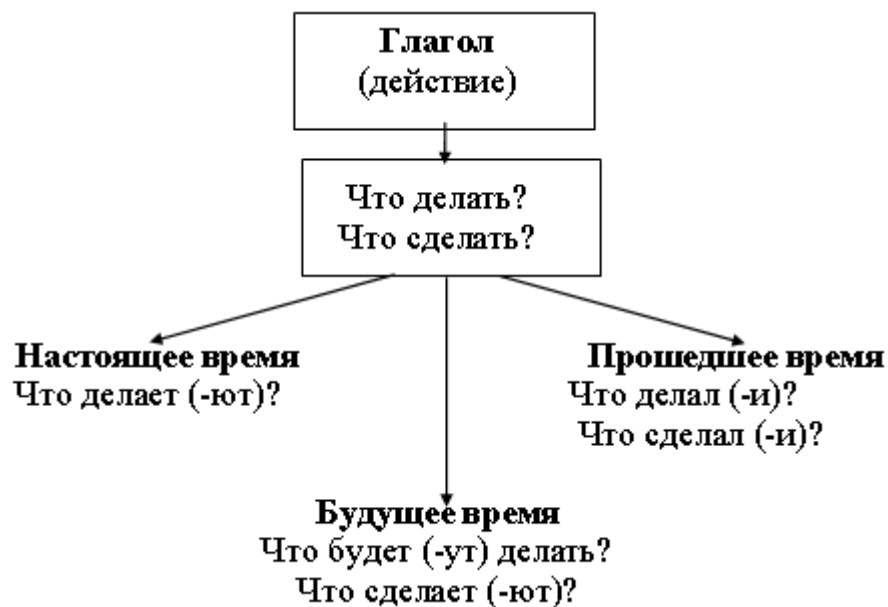 Глагол
(действие)
Что делать?
Что сделать?
Настоящее время
Что делает (-ют)?
Прошедшее время
Что делал (-и)?
Что сделал (-и)?
Будущее время
Что будет (-ут) делать?
Что сделает (-ют)?